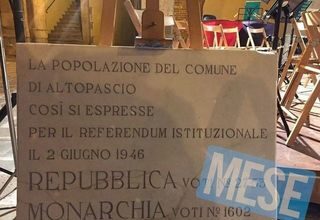 LA POPOLAZIONE DEL COMUNE
DI ALTOPASCIO
COSÌ SI ESPRESSE
PER IL REFERENDUM ISTITUZIONALE
IL 2 GIUGNO 1946
REPUBBLICA VOTI
MONARCHIA VOTI N° 1602
MESE